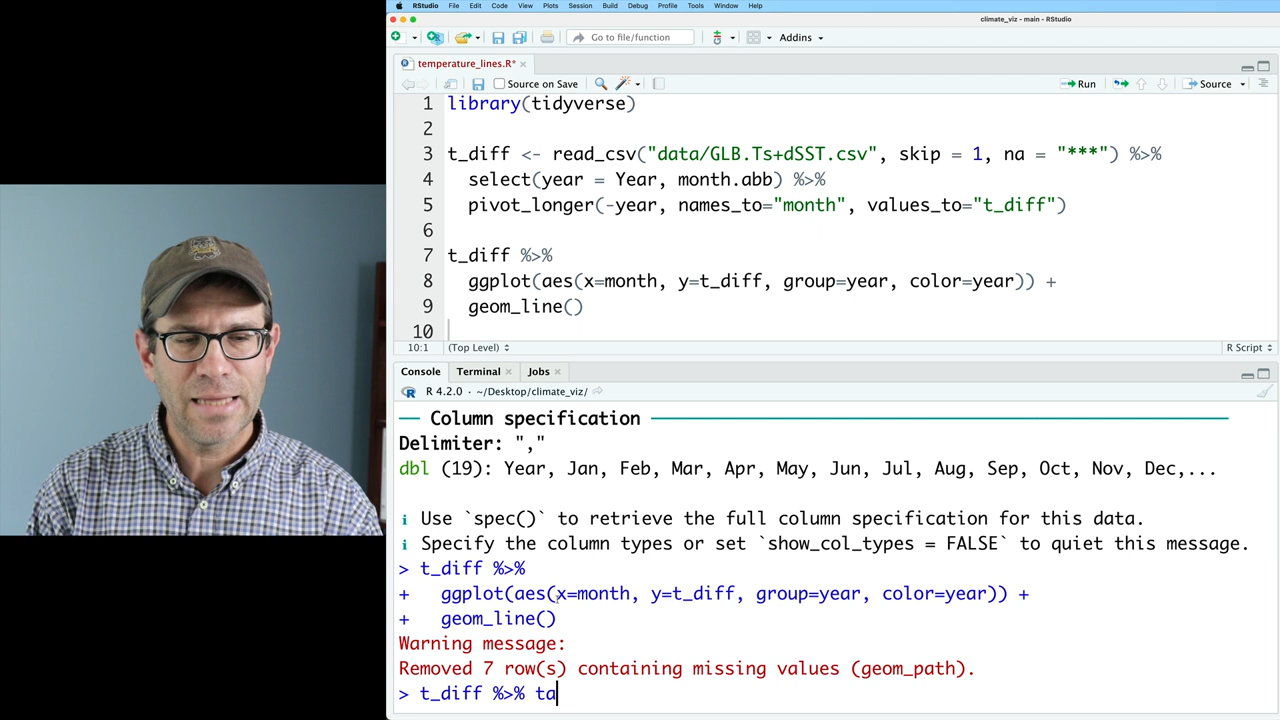 RStudio File Edit Code View Plots Session Build Debug Profile Tools Window Help
climate_viz - main - RStudio
Go to file/function Addins
temperature_lines.R*
Source on Save Run Source
1 library(tidyverse)
2
3 t_diff <- read_csv("data/GLB.Ts+dSST.csv", skip = 1, na = "***") %>%
4 select(year = Year, month.abb) %>%
5 pivot_longer(-year, names_to="month", values_to="t_diff")
6
7 t_diff %>%
8 ggplot(aes(x=month, y=t_diff, group=year, color=year)) +
9 geom_line()
10
10:1 (Top Level) R Script
Console Terminal Jobs
R 4.2.0 · ~/Desktop/climate_viz/
── Column specification ──
Delimiter: ","
dbl (19): Year, Jan, Feb, Mar, Apr, May, Jun, Jul, Aug, Sep, Oct, Nov, Dec,...
i Use `spec()` to retrieve the full column specification for this data.
i Specify the column types or set `show_col_types = FALSE` to quiet this message.
> t_diff %>%
+ ggplot(aes(x=month, y=t_diff, group=year, color=year)) +
+ geom_line()
Warning message:
Removed 7 row(s) containing missing values (geom_path).
> t_diff %>% ta